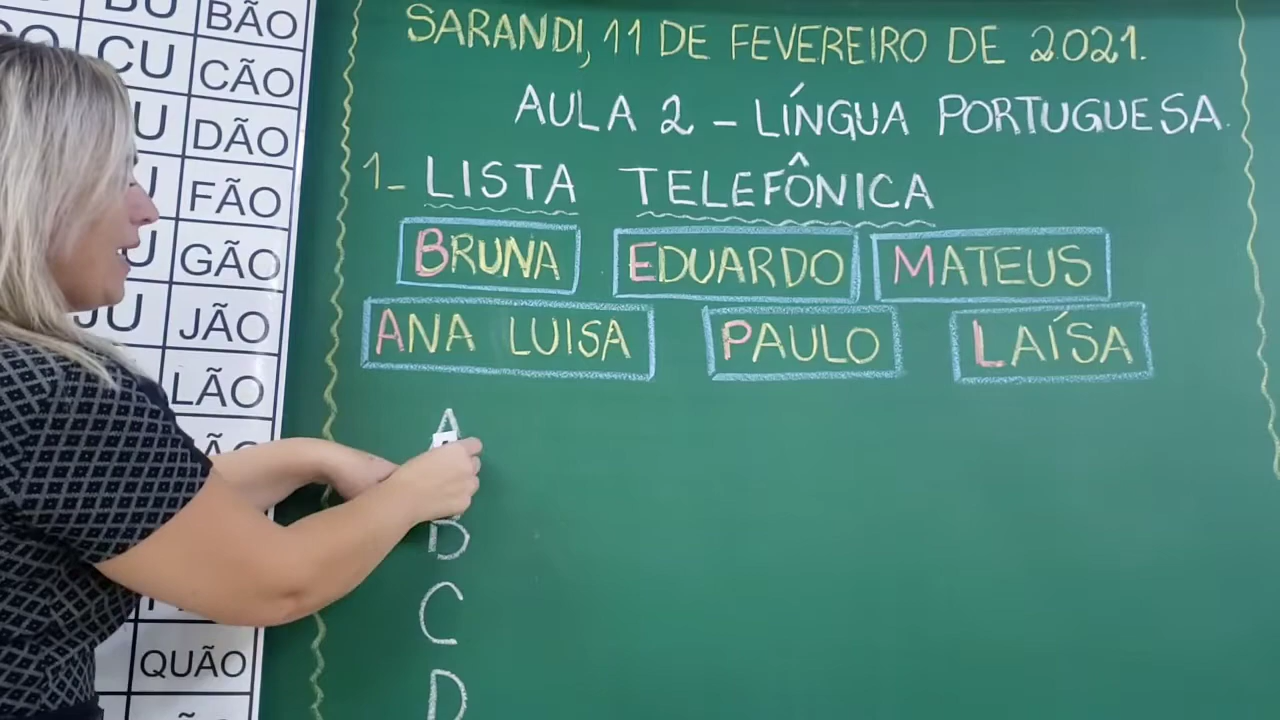 BU BÃO
CU CÃO
U DÃO
U FÃO
U GÃO
JU JÃO
LÃO
QUÃO
SARANDI, 11 DE FEVEREIRO DE 2021.
AULA 2 – LÍNGUA PORTUGUESA.
1- LISTA TELEFÔNICA
BRUNA EDUARDO MATEUS
ANA LUISA PAULO LAÍSA
A
B
C
D